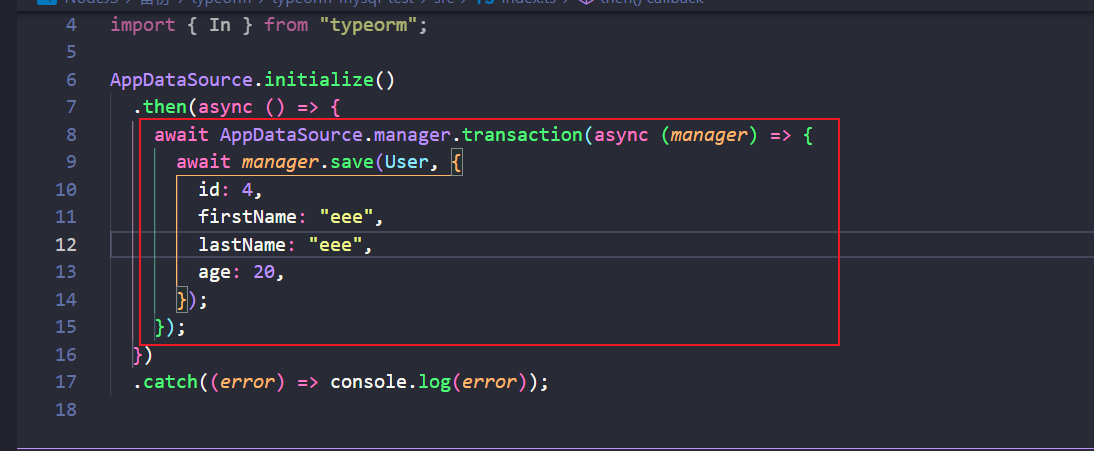 NodeJS > 备份 > typeorm > typeorm-mysql-test > src > TS index.ts > then() callback
4 import { In } from "typeorm";
5
6 AppDataSource.initialize()
7 .then(async () => {
8 await AppDataSource.manager.transaction(async (manager) => {
9 await manager.save(User, {
10 id: 4,
11 firstName: "eee",
12 lastName: "eee",
13 age: 20,
14 });
15 });
16 })
17 .catch((error) => console.log(error));
18